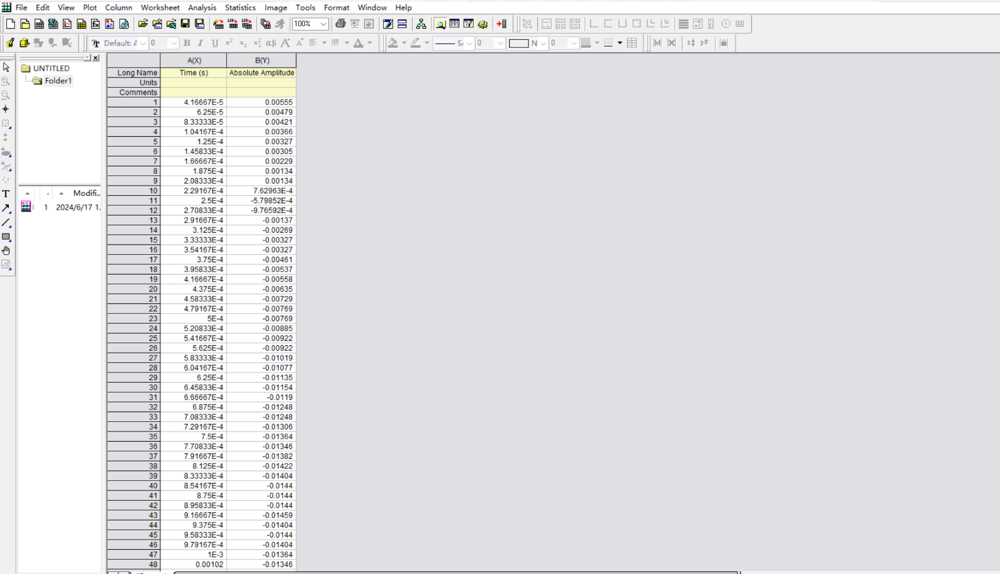 File Edit View Plot Column Worksheet Analysis Statistics Image Tools Format Window Help
100%
Default: A 0 B I U x² x₂ αβ A A A S 0 N 0
UNTITLED
Folder1
Modifi..
1 2024/6/17 1.
A(X) B(Y)
Long Name Time (s) Absolute Amplitude
Units
Comments
1 4.16667E-5 0.00555
2 6.25E-5 0.00479
3 8.33333E-5 0.00421
4 1.04167E-4 0.00366
5 1.25E-4 0.00327
6 1.45833E-4 0.00305
7 1.66667E-4 0.00229
8 1.875E-4 0.00134
9 2.08333E-4 0.00134
10 2.29167E-4 7.62963E-4
11 2.5E-4 -5.79852E-4
12 2.70833E-4 -9.76592E-4
13 2.91667E-4 -0.00137
14 3.125E-4 -0.00269
15 3.33333E-4 -0.00327
16 3.54167E-4 -0.00327
17 3.75E-4 -0.00461
18 3.95833E-4 -0.00537
19 4.16667E-4 -0.00558
20 4.375E-4 -0.00635
21 4.58333E-4 -0.00729
22 4.79167E-4 -0.00769
23 5E-4 -0.00769
24 5.20833E-4 -0.00885
25 5.41667E-4 -0.00922
26 5.625E-4 -0.00922
27 5.83333E-4 -0.01019
28 6.04167E-4 -0.01077
29 6.25E-4 -0.01135
30 6.45833E-4 -0.01154
31 6.66667E-4 -0.0119
32 6.875E-4 -0.01248
33 7.08333E-4 -0.01248
34 7.29167E-4 -0.01306
35 7.5E-4 -0.01364
36 7.70833E-4 -0.01346
37 7.91667E-4 -0.01382
38 8.125E-4 -0.01422
39 8.33333E-4 -0.01404
40 8.54167E-4 -0.0144
41 8.75E-4 -0.0144
42 8.95833E-4 -0.0144
43 9.16667E-4 -0.01459
44 9.375E-4 -0.01404
45 9.58333E-4 -0.0144
46 9.79167E-4 -0.01404
47 1E-3 -0.01364
48 0.00102 -0.01346